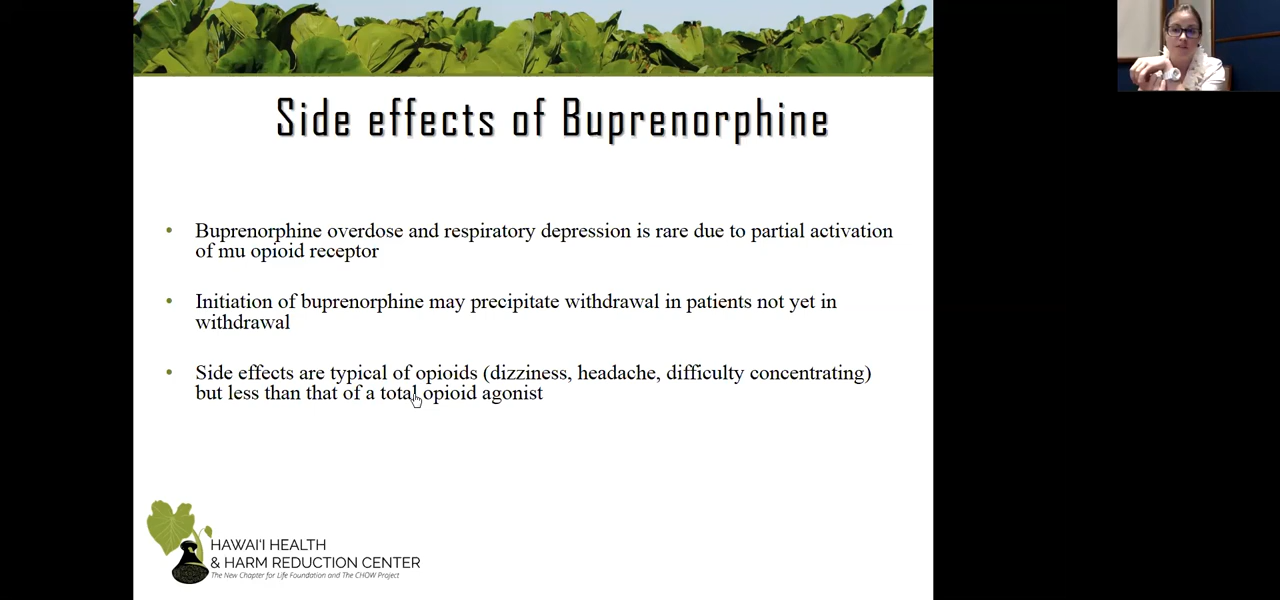 Side effects of Buprenorphine
• Buprenorphine overdose and respiratory depression is rare due to partial activation
of mu opioid receptor
• Initiation of buprenorphine may precipitate withdrawal in patients not yet in
withdrawal
• Side effects are typical of opioids (dizziness, headache, difficulty concentrating)
but less than that of a total opioid agonist
HAWAI'I HEALTH
& HARM REDUCTION CENTER
The New Chapter for Life Foundation and The CHOW Project